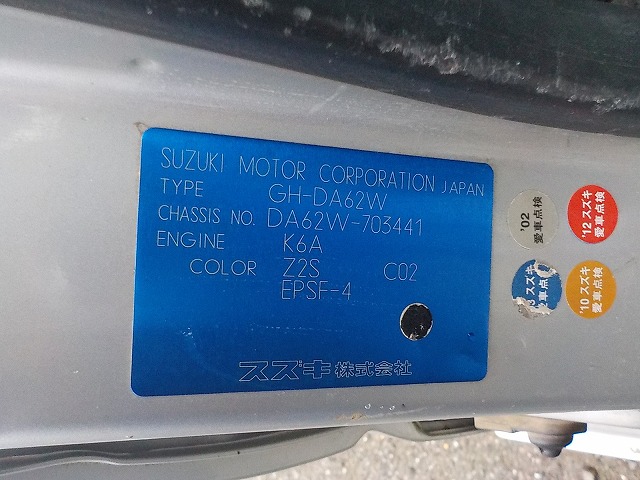 SUZUKI MOTOR CORPORATION JAPAN
TYPE GH-DA62W
CHASSIS NO. DA62W-703441
ENGINE K6A
COLOR Z2S C02
EPSF-4
スズキ株式会社
'02
愛車点検
'12 スズキ
愛車点検
スズキ
愛車点検
'10 スズキ
愛車点検